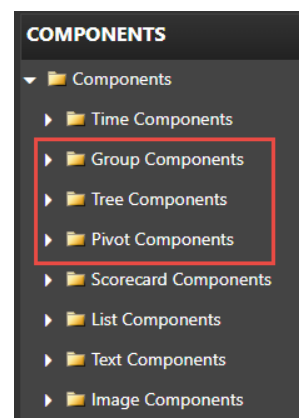 COMPONENTS
Components
Time Components
Group Components
Tree Components
Pivot Components
Scorecard Components
List Components
Text Components
Image Components